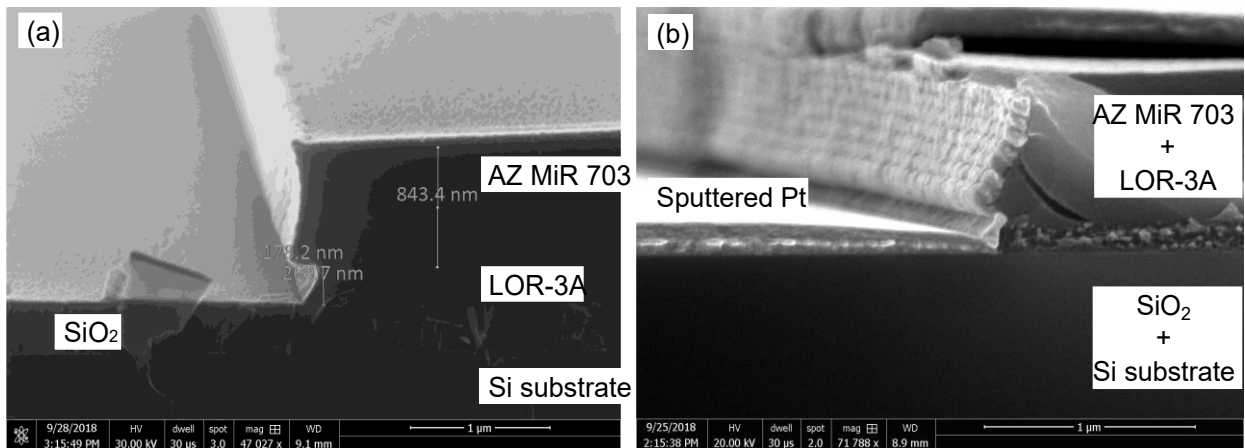 (a)
AZ MiR 703
843.4 nm
178.2 nm
LOR-3A
SiO₂
Si substrate
9/28/2018
3:15:49 PM
HV
30.00 kV
dwell
30 µs
spot
3.0
mag
47 027 x
WD
9.1 mm
1 µm
(b)
AZ MiR 703
+
LOR-3A
Sputtered Pt
SiO₂
+
Si substrate
9/25/2018
2:15:38 PM
HV
20.00 kV
dwell
30 µs
spot
2.0
mag
71 788 x
WD
8.9 mm
1 µm